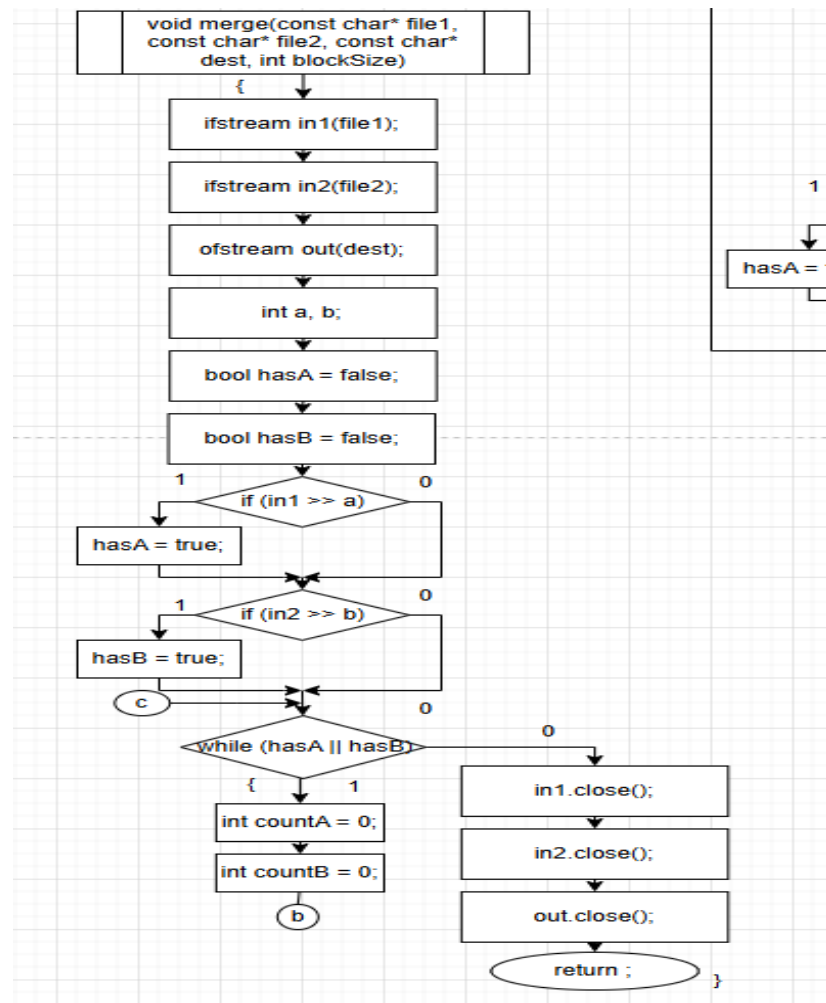 void merge(const char* file1,
const char* file2, const char*
dest, int blockSize)
{
ifstream in1(file1);
ifstream in2(file2);
ofstream out(dest);
int a, b;
bool hasA = false;
bool hasB = false;
1
0
if (in1 >> a)
hasA = true;
1
0
if (in2 >> b)
hasB = true;
c
0
while (hasA || hasB)
0
{
1
int countA = 0;
int countB = 0;
b
in1.close();
in2.close();
out.close();
return ;
}
1
hasA =